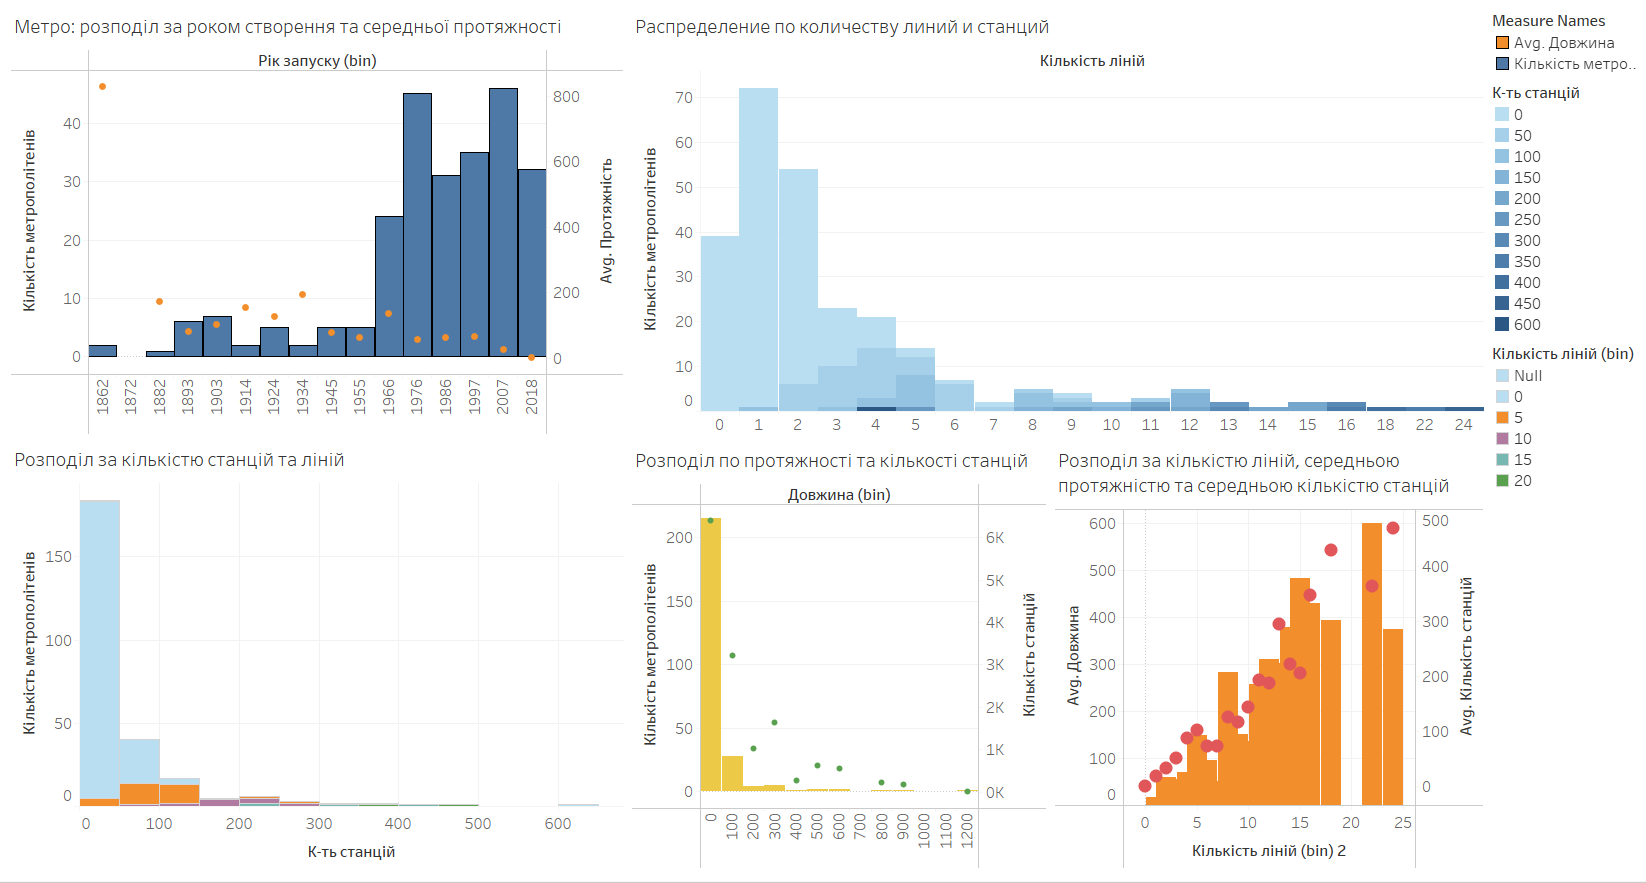 Метро: розподіл за роком створення та середньої протяжності
Рік запуску (bin)
Кількість метрополітенів
40
30
20
10
0
800
600
400
200
0
Avg. Протяжність
1862
1872
1882
1893
1903
1914
1924
1934
1945
1955
1966
1976
1986
1997
2007
2018
Распределение по количеству линий и станций
Кількість ліній
Кількість метрополітенів
70
60
50
40
30
20
10
0
0 1 2 3 4 5 6 7 8 9 10 11 12 13 14 15 16 18 22 24
Measure Names
Avg. Довжина
Кількість метро..
К-ть станцій
0
50
100
150
200
250
300
350
400
450
600
Кількість ліній (bin)
Null
0
5
10
15
20
Розподіл за кількістю станцій та ліній
Кількість метрополітенів
150
100
50
0
0 100 200 300 400 500 600
К-ть станцій
Розподіл по протяжності та кількості станцій
Довжина (bin)
Кількість метрополітенів
200
150
100
50
0
6K
5K
4K
3K
2K
1K
0K
Кількість станцій
0
100
200
300
400
500
600
700
800
900
1000
1100
1200
Розподіл за кількістю ліній, середньою
протяжністю та середньою кількістю станцій
Avg. Довжина
600
500
400
300
200
100
0
500
400
300
200
100
0
Avg. Кількість станцій
0 5 10 15 20 25
Кількість ліній (bin) 2